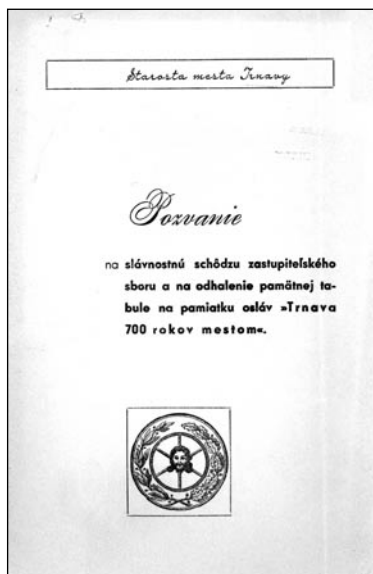 Starosta mesta Trnavy
Pozvanie
na slávnostnú schôdzu zastupiteľského
sboru a na odhalenie pamätnej ta-
bule na pamiatku osláv »Trnava
700 rokov mestom«.